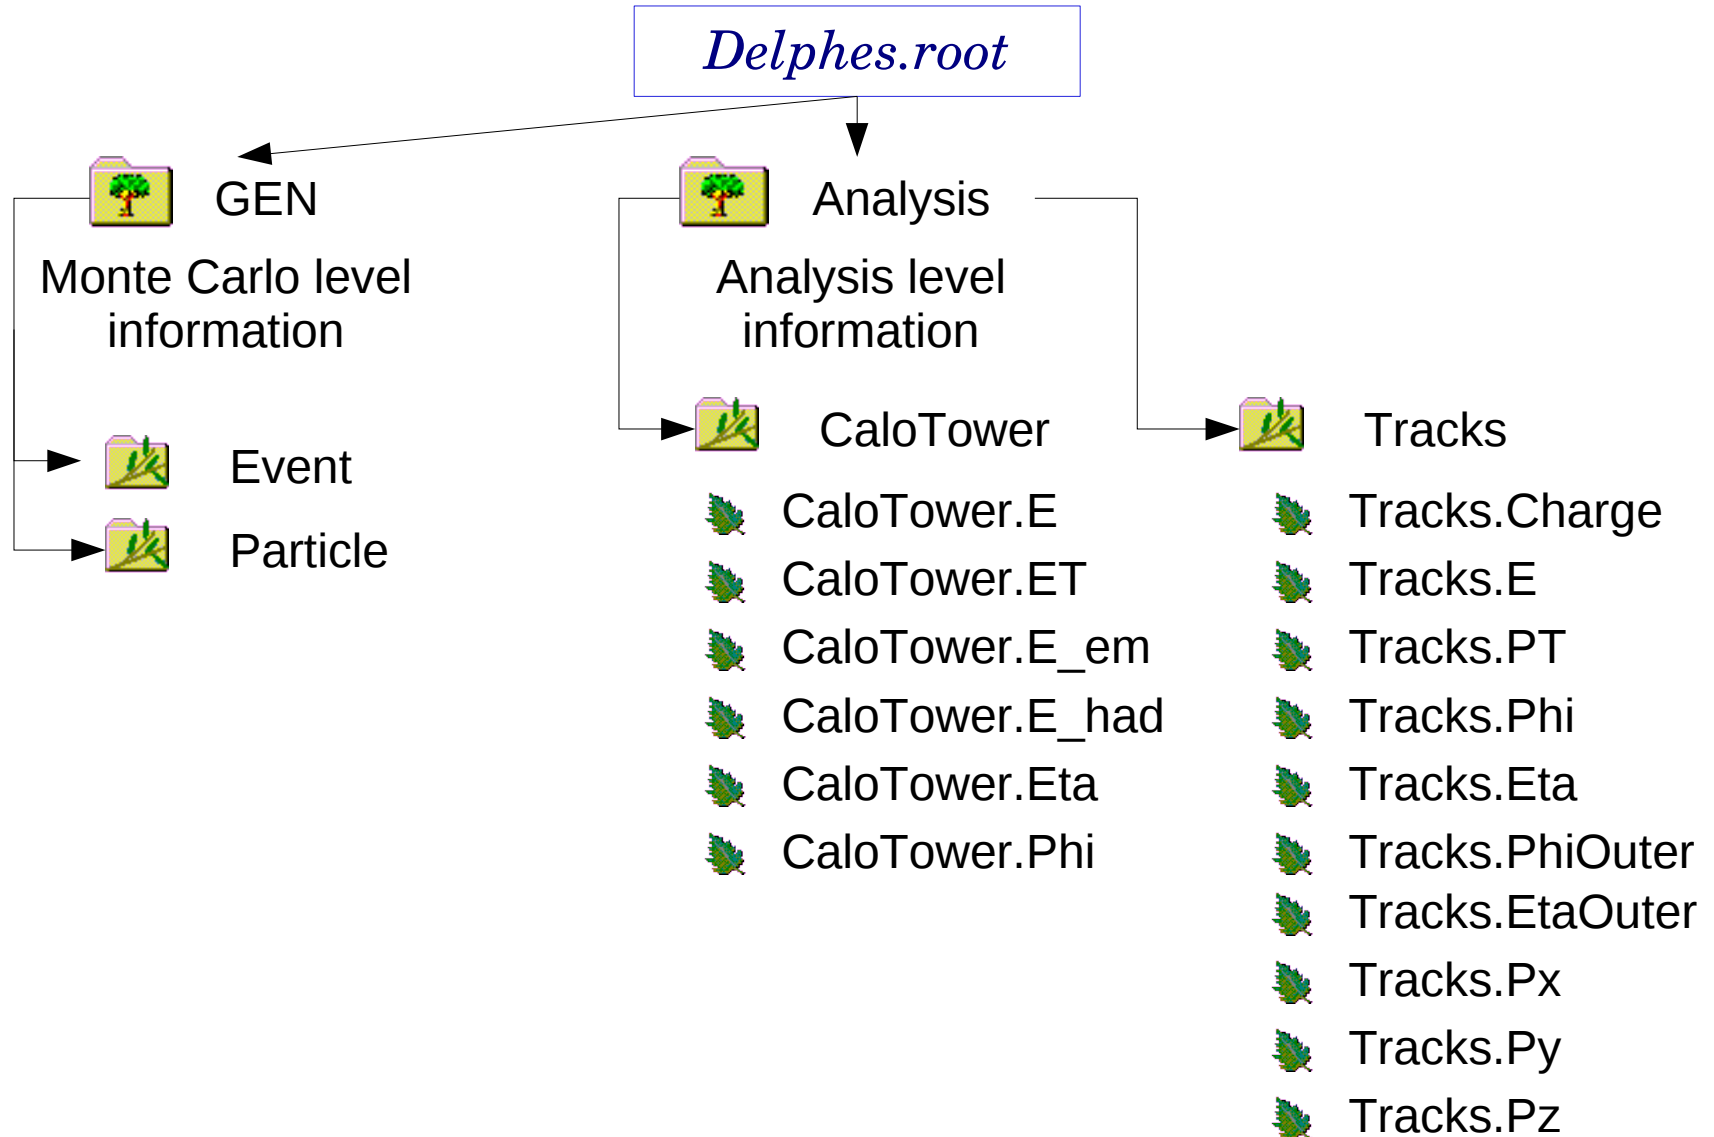 Delphes.root
GEN
Monte Carlo level
information
Event
Particle
Analysis
Analysis level
information
CaloTower
CaloTower.E
CaloTower.ET
CaloTower.E_em
CaloTower.E_had
CaloTower.Eta
CaloTower.Phi
Tracks
Tracks.Charge
Tracks.E
Tracks.PT
Tracks.Phi
Tracks.Eta
Tracks.PhiOuter
Tracks.EtaOuter
Tracks.Px
Tracks.Py
Tracks.Pz